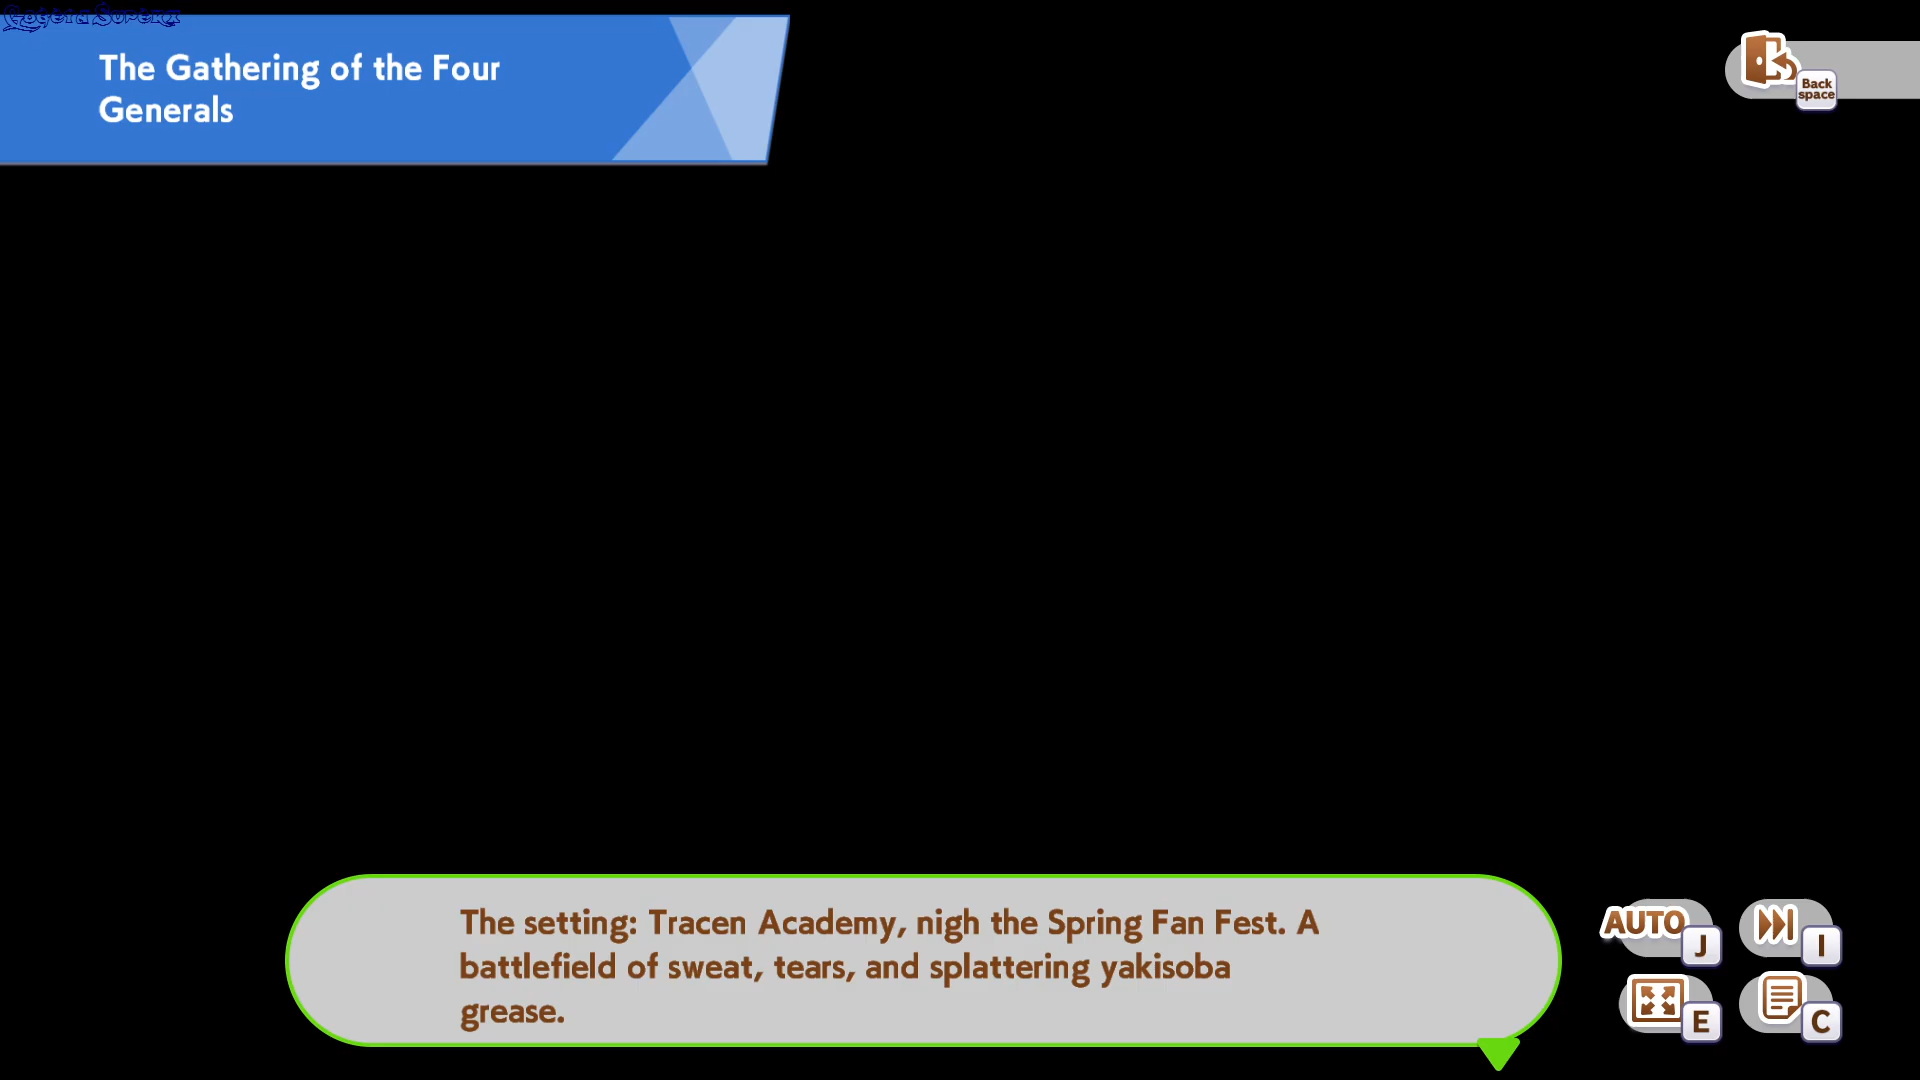 The Gathering of the Four
Generals
Back
space
The setting: Tracen Academy, nigh the Spring Fan Fest. A
battlefield of sweat, tears, and splattering yakisoba
grease.
AUTO
J
I
E
C